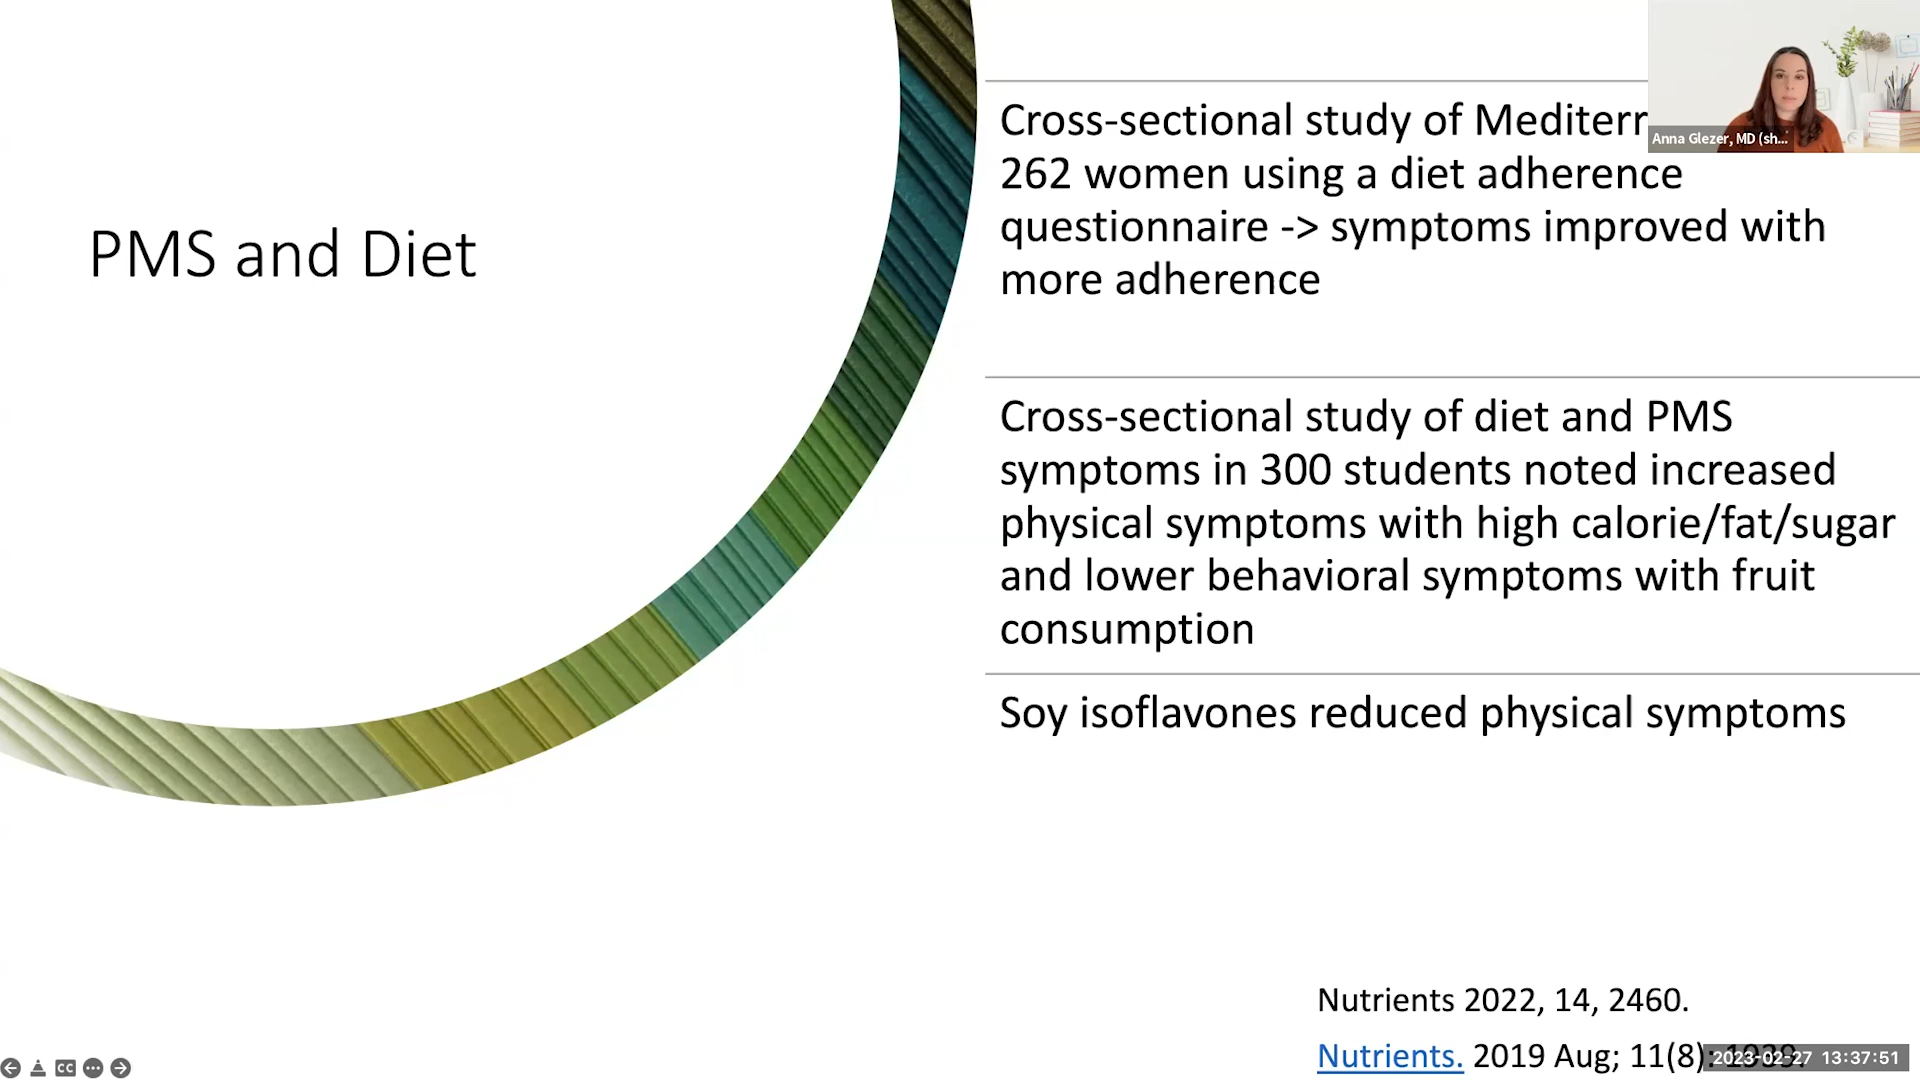 PMS and Diet
Cross-sectional study of
262 women using a diet adherence
questionnaire -> symptoms improved with
more adherence
Cross-sectional study of diet and PMS
symptoms in 300 students noted increased
physical symptoms with high calorie/fat/sugar
and lower behavioral symptoms with fruit
consumption
Soy isoflavones reduced physical symptoms
Nutrients 2022, 14, 2460.
Nutrients. 2019 Aug; 11(8):
Anna Glezer, MD (sh...
2023-02-27 13:37:51
CC